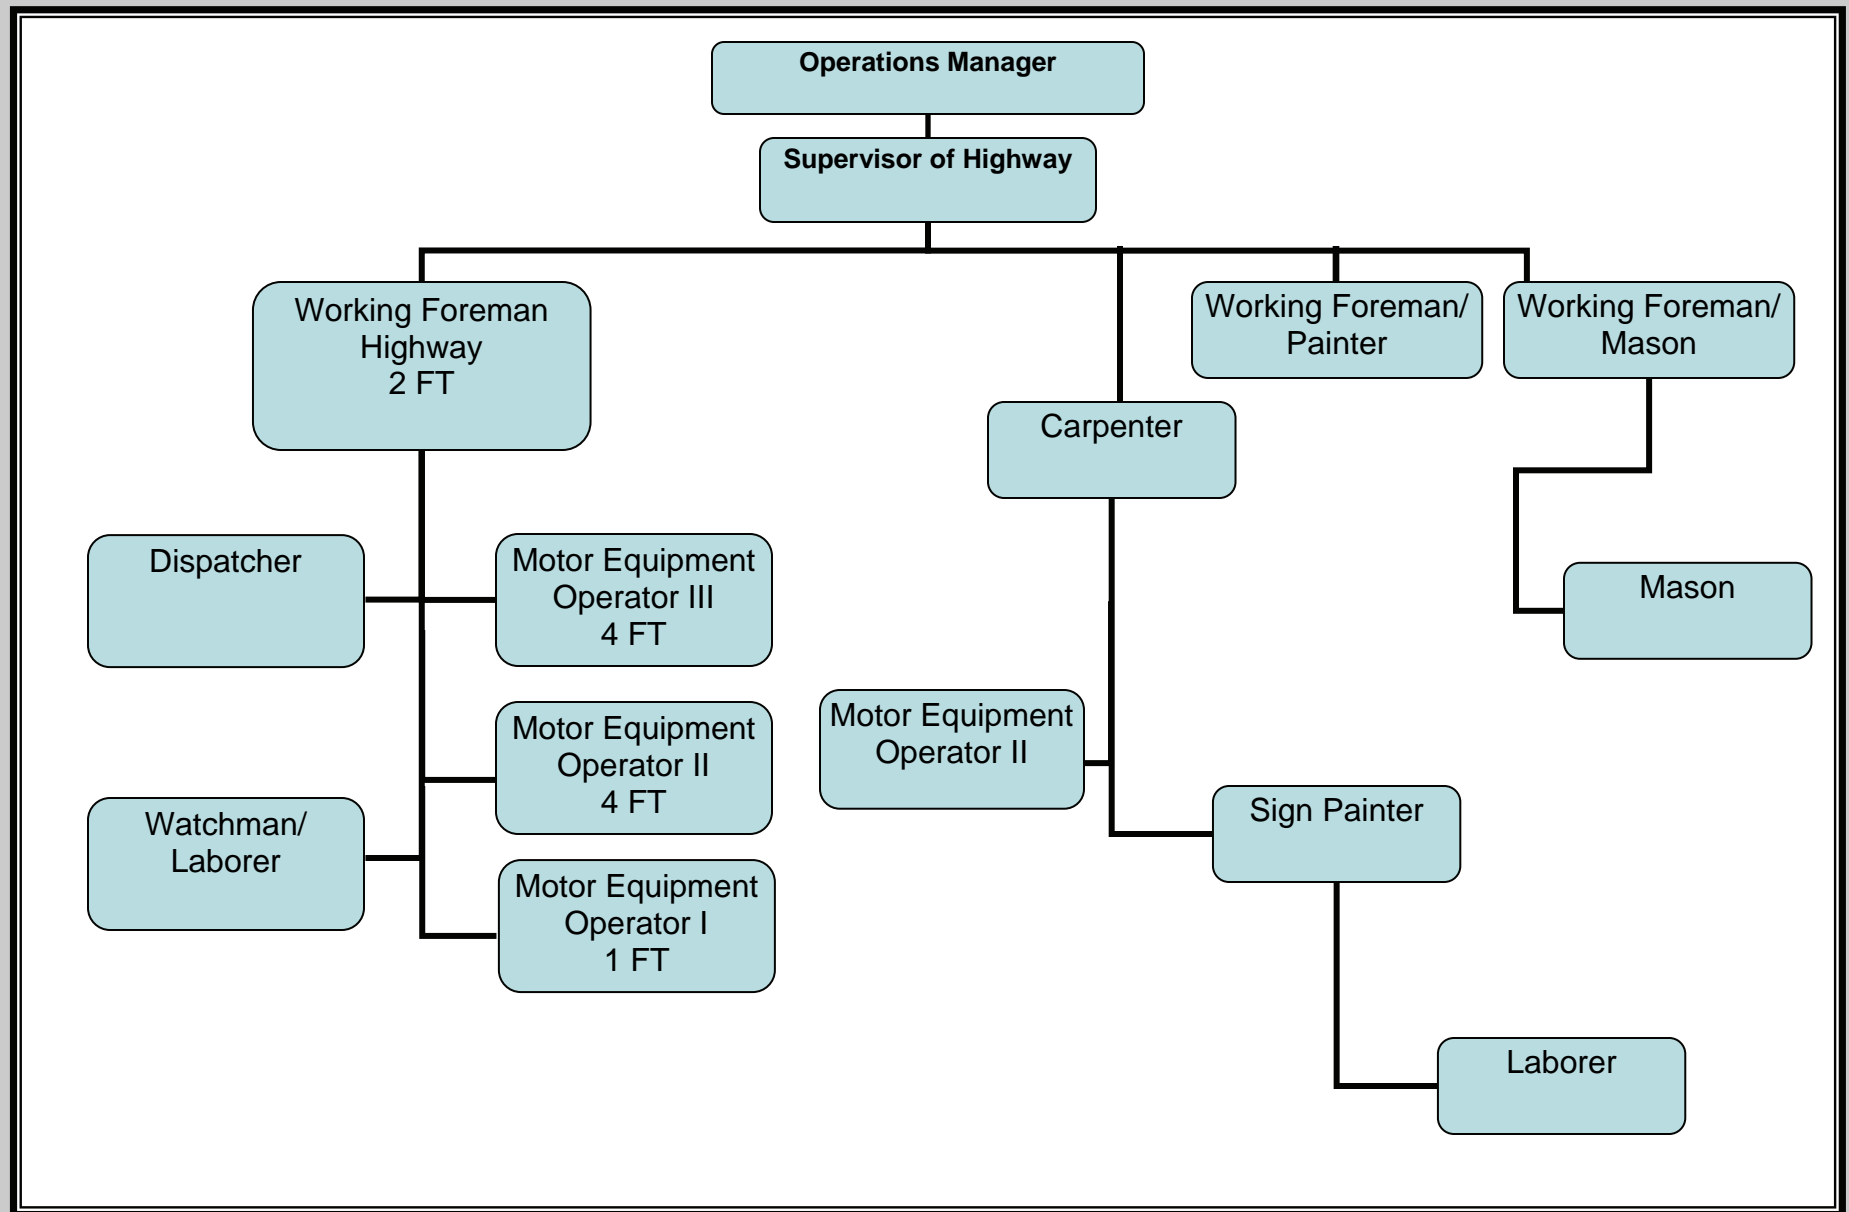 Operations Manager
Supervisor of Highway
Working Foreman
Highway
2 FT
Working Foreman/
Painter
Working Foreman/
Mason
Carpenter
Dispatcher
Motor Equipment
Operator III
4 FT
Mason
Motor Equipment
Operator II
4 FT
Motor Equipment
Operator II
Sign Painter
Watchman/
Laborer
Motor Equipment
Operator I
1 FT
Laborer